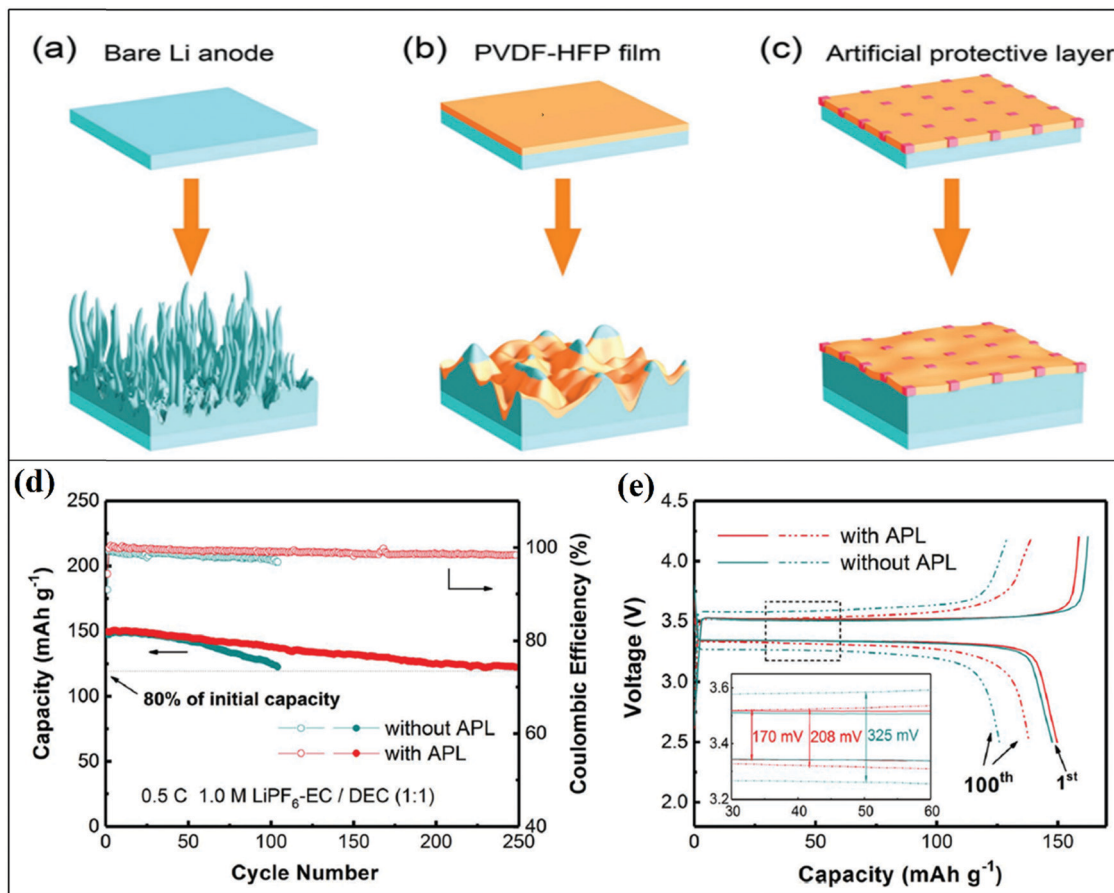 (a) Bare Li anode
(b) PVDF-HFP film
(c) Artificial protective layer
(d)
250
200
150
100
125
0
Capacity (mAh g⁻¹)
100
80
60
40
Coulombic Efficiency (%)
80% of initial capacity
without APL
with APL
0.5 C 1.0 M LiPF₆-EC / DEC (1:1)
0 50 100 150 200 250
Cycle Number
(e)
4.5
4.0
3.5
3.0
2.5
2.0
Voltage (V)
with APL
without APL
3.6
3.4
3.2
170 mV
208 mV
325 mV
30 40 50 60
100th
1st
0 50 100 150
Capacity (mAh g⁻¹)